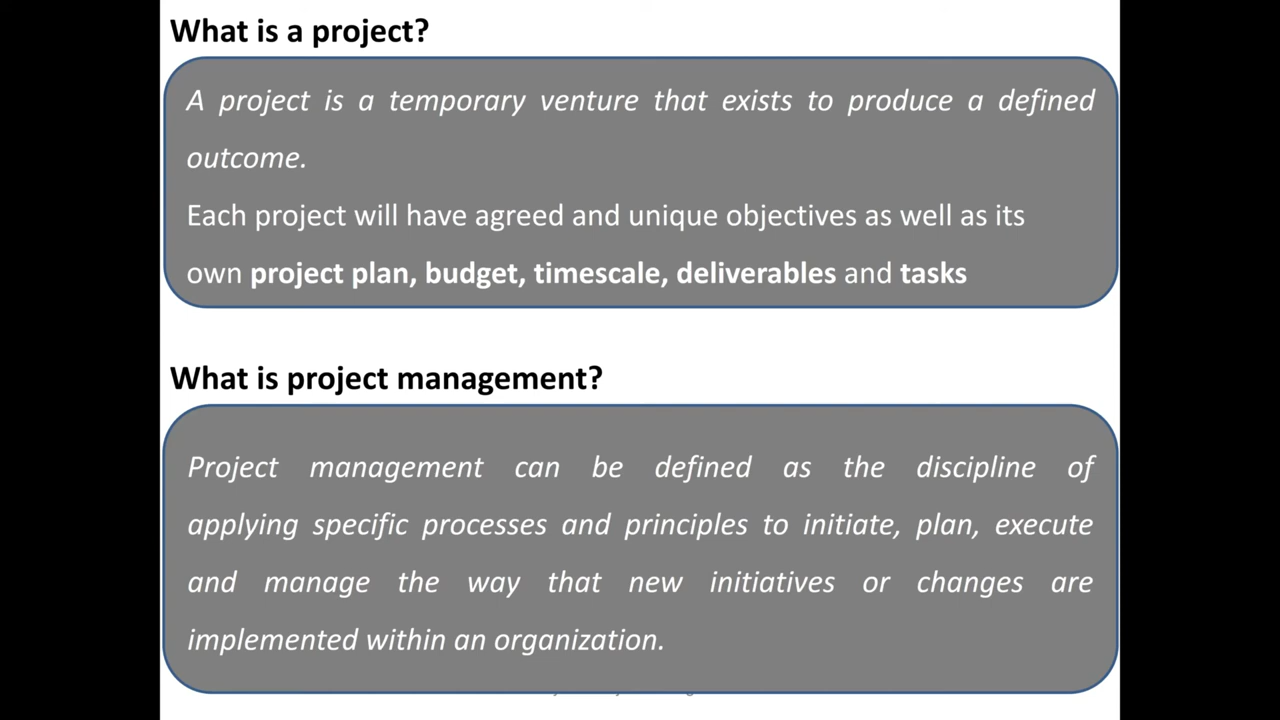 What is a project?
A project is a temporary venture that exists to produce a defined
outcome.
Each project will have agreed and unique objectives as well as its
own project plan, budget, timescale, deliverables and tasks
What is project management?
Project management can be defined as the discipline of
applying specific processes and principles to initiate, plan, execute
and manage the way that new initiatives or changes are
implemented within an organization.